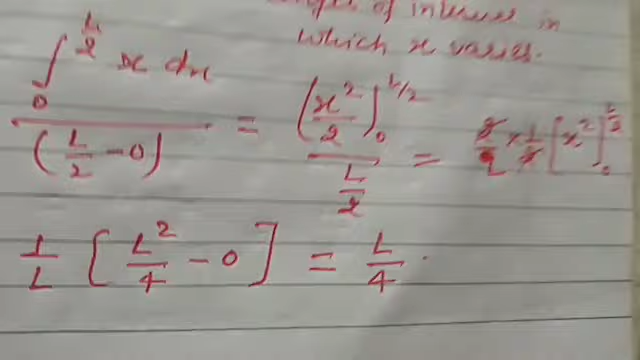 of interval in
which x varies.
∫₀^{L/2} x dx / (L/2 - 0) = (x²/2]₀^{L/2} / L/2 = 2/L × 1/2 [x²]₀^{L/2}
1/L [L²/4 - 0] = L/4 .